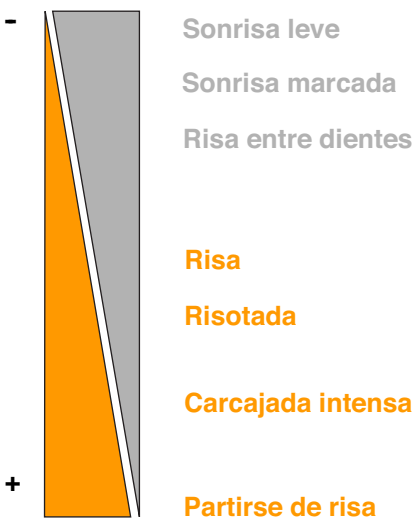 -
Sonrisa leve
Sonrisa marcada
Risa entre dientes
Risa
Risotada
Carcajada intensa
+
Partirse de risa